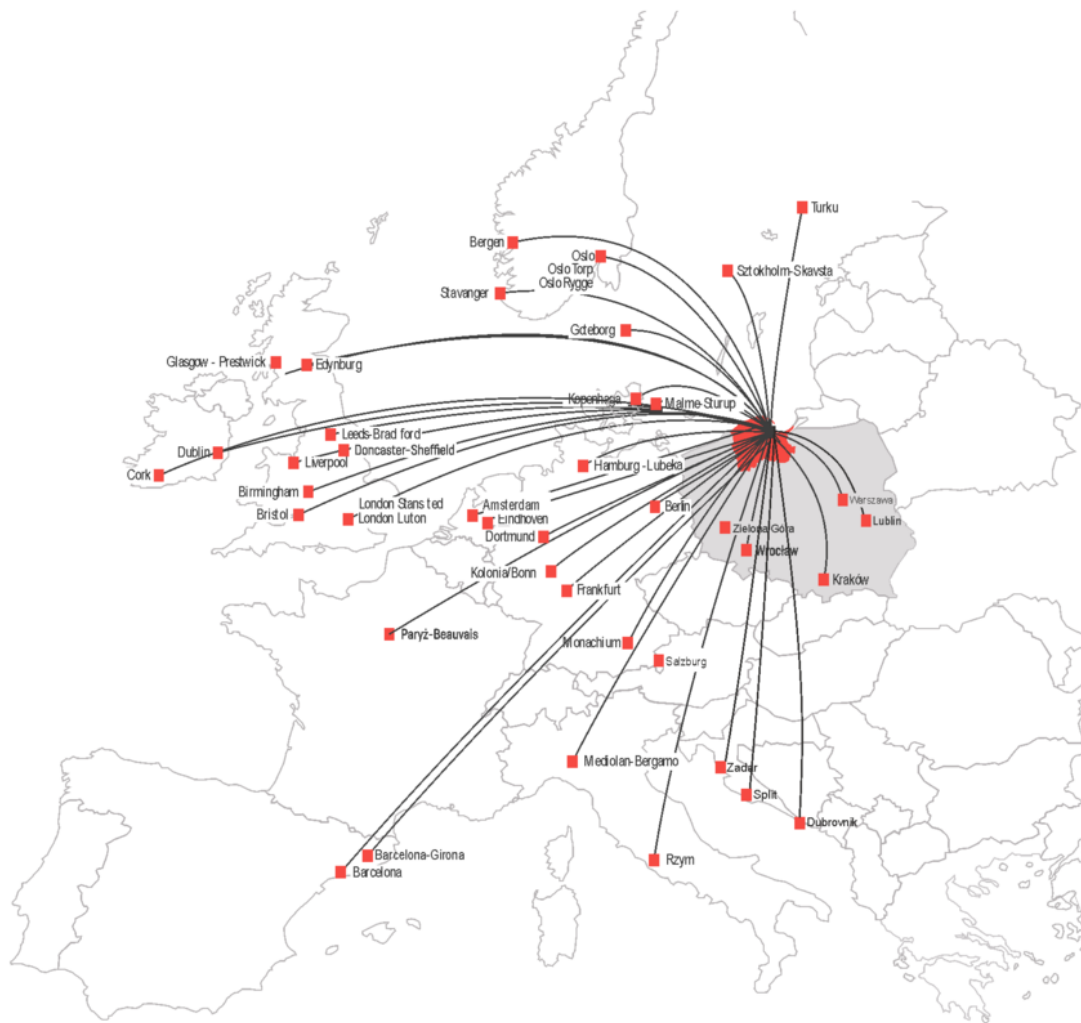 Turku
Bergen
Oslo
Oslo Torp
Oslo Rygge
Sztokholm-Skavsta
Stavanger
Goteborg
Glasgow - Prestwick
Edynburg
Kopenhaga
Malme-Sturup
Leeds-Bradford
Doncaster-Sheffield
Dublin
Liverpool
Cork
Hamburg-Lubeka
Birmingham
London Stansted
London Luton
Bristol
Amsterdam
Eindhoven
Dortmund
Berlin
Warszawa
Lublin
Zielona Góra
Wrocław
Kolonia/Bonn
Frankfurt
Kraków
Paryż-Beauvais
Monachium
Salzburg
Mediolan-Bergamo
Zadar
Split
Dubrovnik
Barcelona-Girona
Barcelona
Rzym